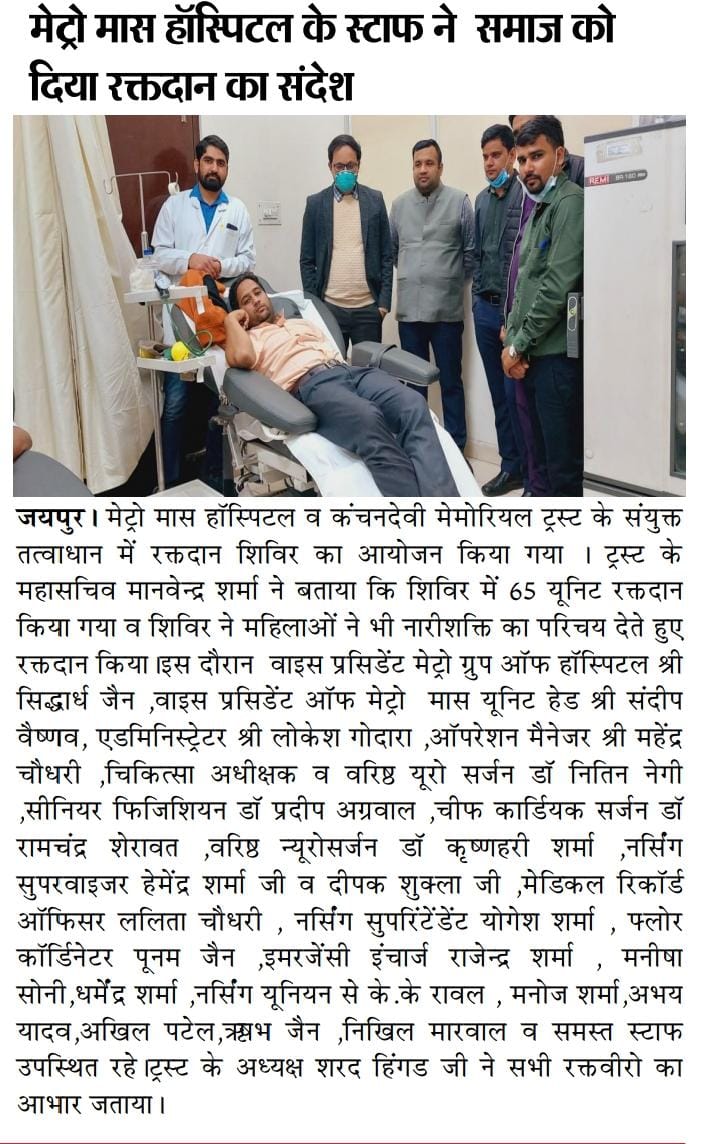 मेट्रो मास हॉस्पिटल के स्टाफ ने समाज को
दिया रक्तदान का संदेश
REMI BR-180
जयपुर। मेट्रो मास हॉस्पिटल व कंचनदेवी मेमोरियल ट्रस्ट के संयुक्त
तत्वाधान में रक्तदान शिविर का आयोजन किया गया । ट्रस्ट के
महासचिव मानवेन्द्र शर्मा ने बताया कि शिविर में 65 यूनिट रक्तदान
किया गया व शिविर ने महिलाओं ने भी नारीशक्ति का परिचय देते हुए
रक्तदान किया।इस दौरान वाइस प्रसिडेंट मेट्रो ग्रुप ऑफ हॉस्पिटल श्री
सिद्धार्ध जैन ,वाइस प्रसिडेंट ऑफ मेट्रो मास यूनिट हेड श्री संदीप
वैष्णव, एडमिनिस्ट्रेटर श्री लोकेश गोदारा ,ऑपरेशन मैनेजर श्री महेंद्र
चौधरी ,चिकित्सा अधीक्षक व वरिष्ठ यूरो सर्जन डॉ नितिन नेगी
,सीनियर फिजिशियन डॉ प्रदीप अग्रवाल ,चीफ कार्डियक सर्जन डॉ
रामचंद्र शेरावत ,वरिष्ठ न्यूरोसर्जन डॉ कृष्णहरी शर्मा ,नर्सिंग
सुपरवाइजर हेमेंद्र शर्मा जी व दीपक शुक्ला जी ,मेडिकल रिकॉर्ड
ऑफिसर ललिता चौधरी , नर्सिंग सुपरिंटेंडेंट योगेश शर्मा , फ्लोर
कॉर्डिनेटर पूनम जैन ,इमरजेंसी इंचार्ज राजेन्द्र शर्मा , मनीषा
सोनी,धर्मेंद्र शर्मा ,नर्सिंग यूनियन से के.के रावल , मनोज शर्मा,अभय
यादव,अखिल पटेल,ऋषभ जैन ,निखिल मारवाल व समस्त स्टाफ
उपस्थित रहे।ट्रस्ट के अध्यक्ष शरद हिंगड जी ने सभी रक्तवीरो का
आभार जताया।